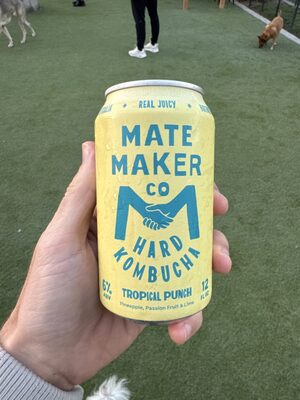 REAL JUICY
MATE
MAKER
CO
HARD
KOMBUCHA
TROPICAL PUNCH
6%
12
Pineapple, Passion Fruit & Lime